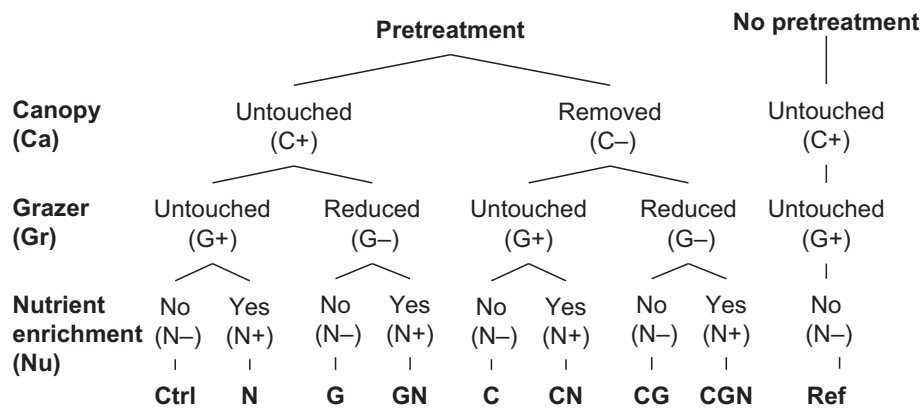 Pretreatment No pretreatment
Canopy Untouched Removed Untouched
(Ca) (C+) (C–) (C+)
Grazer Untouched Reduced Untouched Reduced Untouched
(Gr) (G+) (G–) (G+) (G–) (G+)
Nutrient No Yes No Yes No Yes No Yes No
enrichment (N–) (N+) (N–) (N+) (N–) (N+) (N–) (N+) (N–)
(Nu)
Ctrl N G GN C CN CG CGN Ref